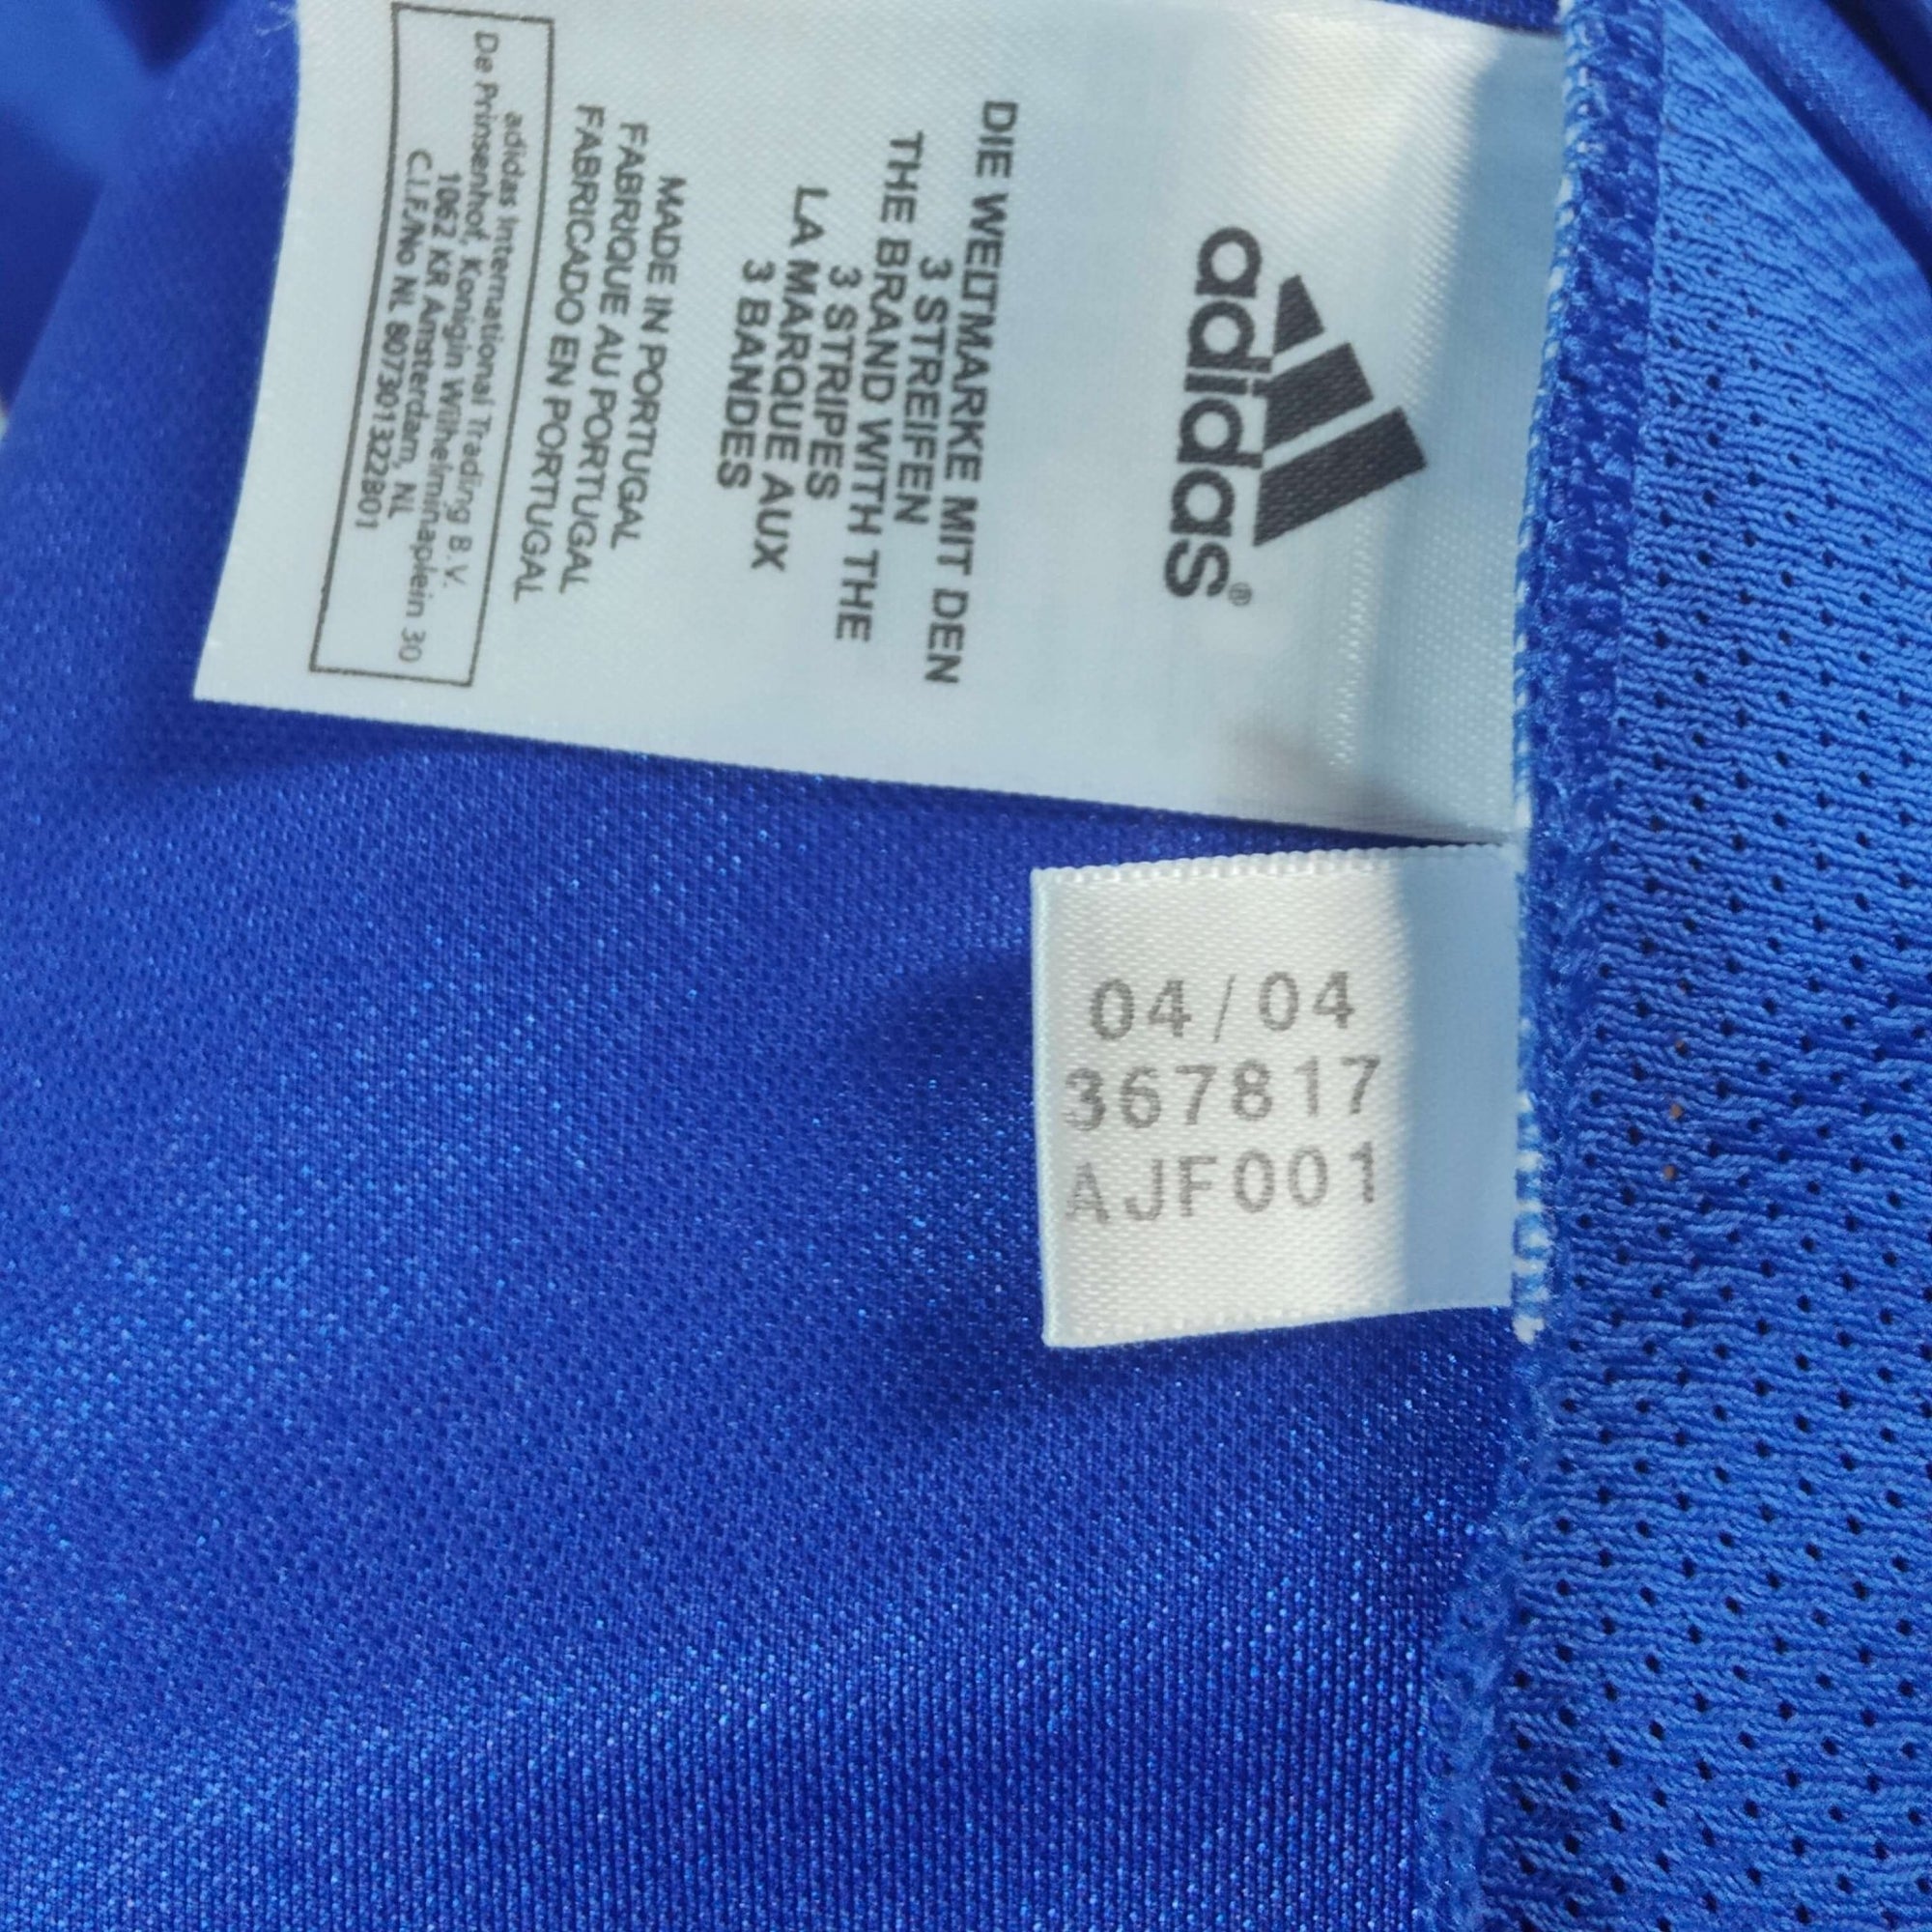 adidas®
DIE WELTMARKE MIT DEN
3 STREIFEN
THE BRAND WITH THE
3 STRIPES
LA MARQUE AUX
3 BANDES
MADE IN PORTUGAL
FABRIQUE AU PORTUGAL
FABRICADO EN PORTUGAL
adidas International Trading B.V.
De Prinsenhof, Konigin Wilhelminaplein 30
1062 KR Amsterdam, NL
C.I.F./No NL 807301322B01
04/04
367817
AJF001